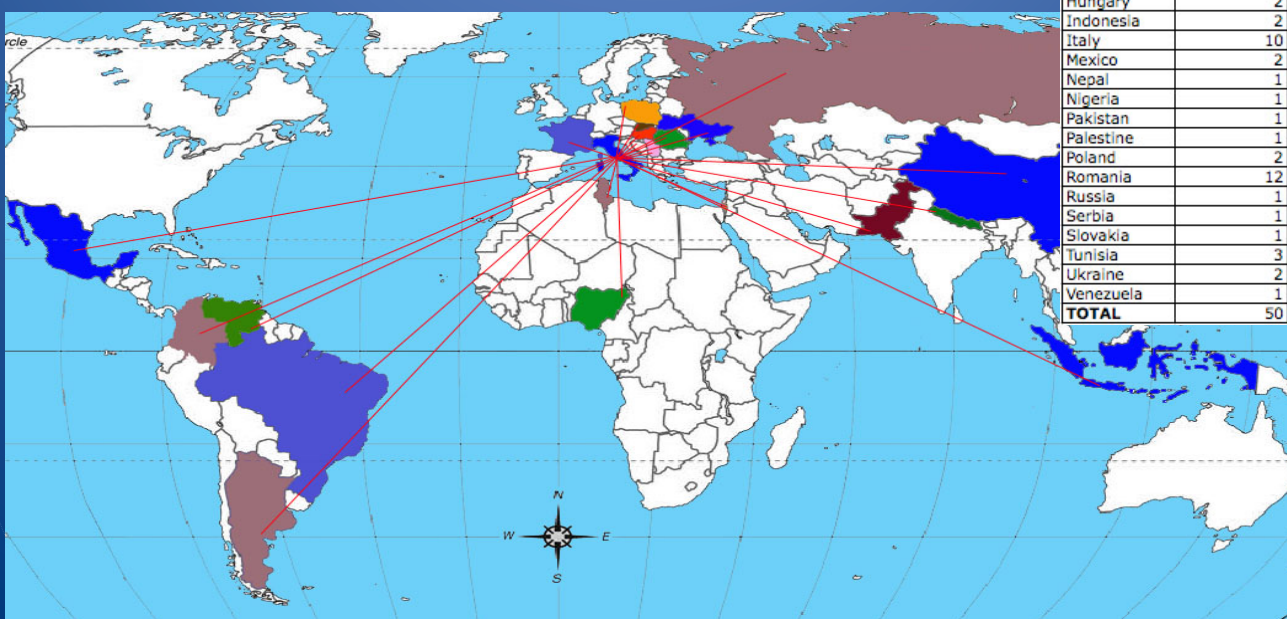 Hungary 2
Indonesia 2
Italy 10
Mexico 2
Nepal 1
Nigeria 1
Pakistan 1
Palestine 1
Poland 2
Romania 12
Russia 1
Serbia 1
Slovakia 1
Tunisia 3
Ukraine 2
Venezuela 1
TOTAL 50
rcle
N
W E
S